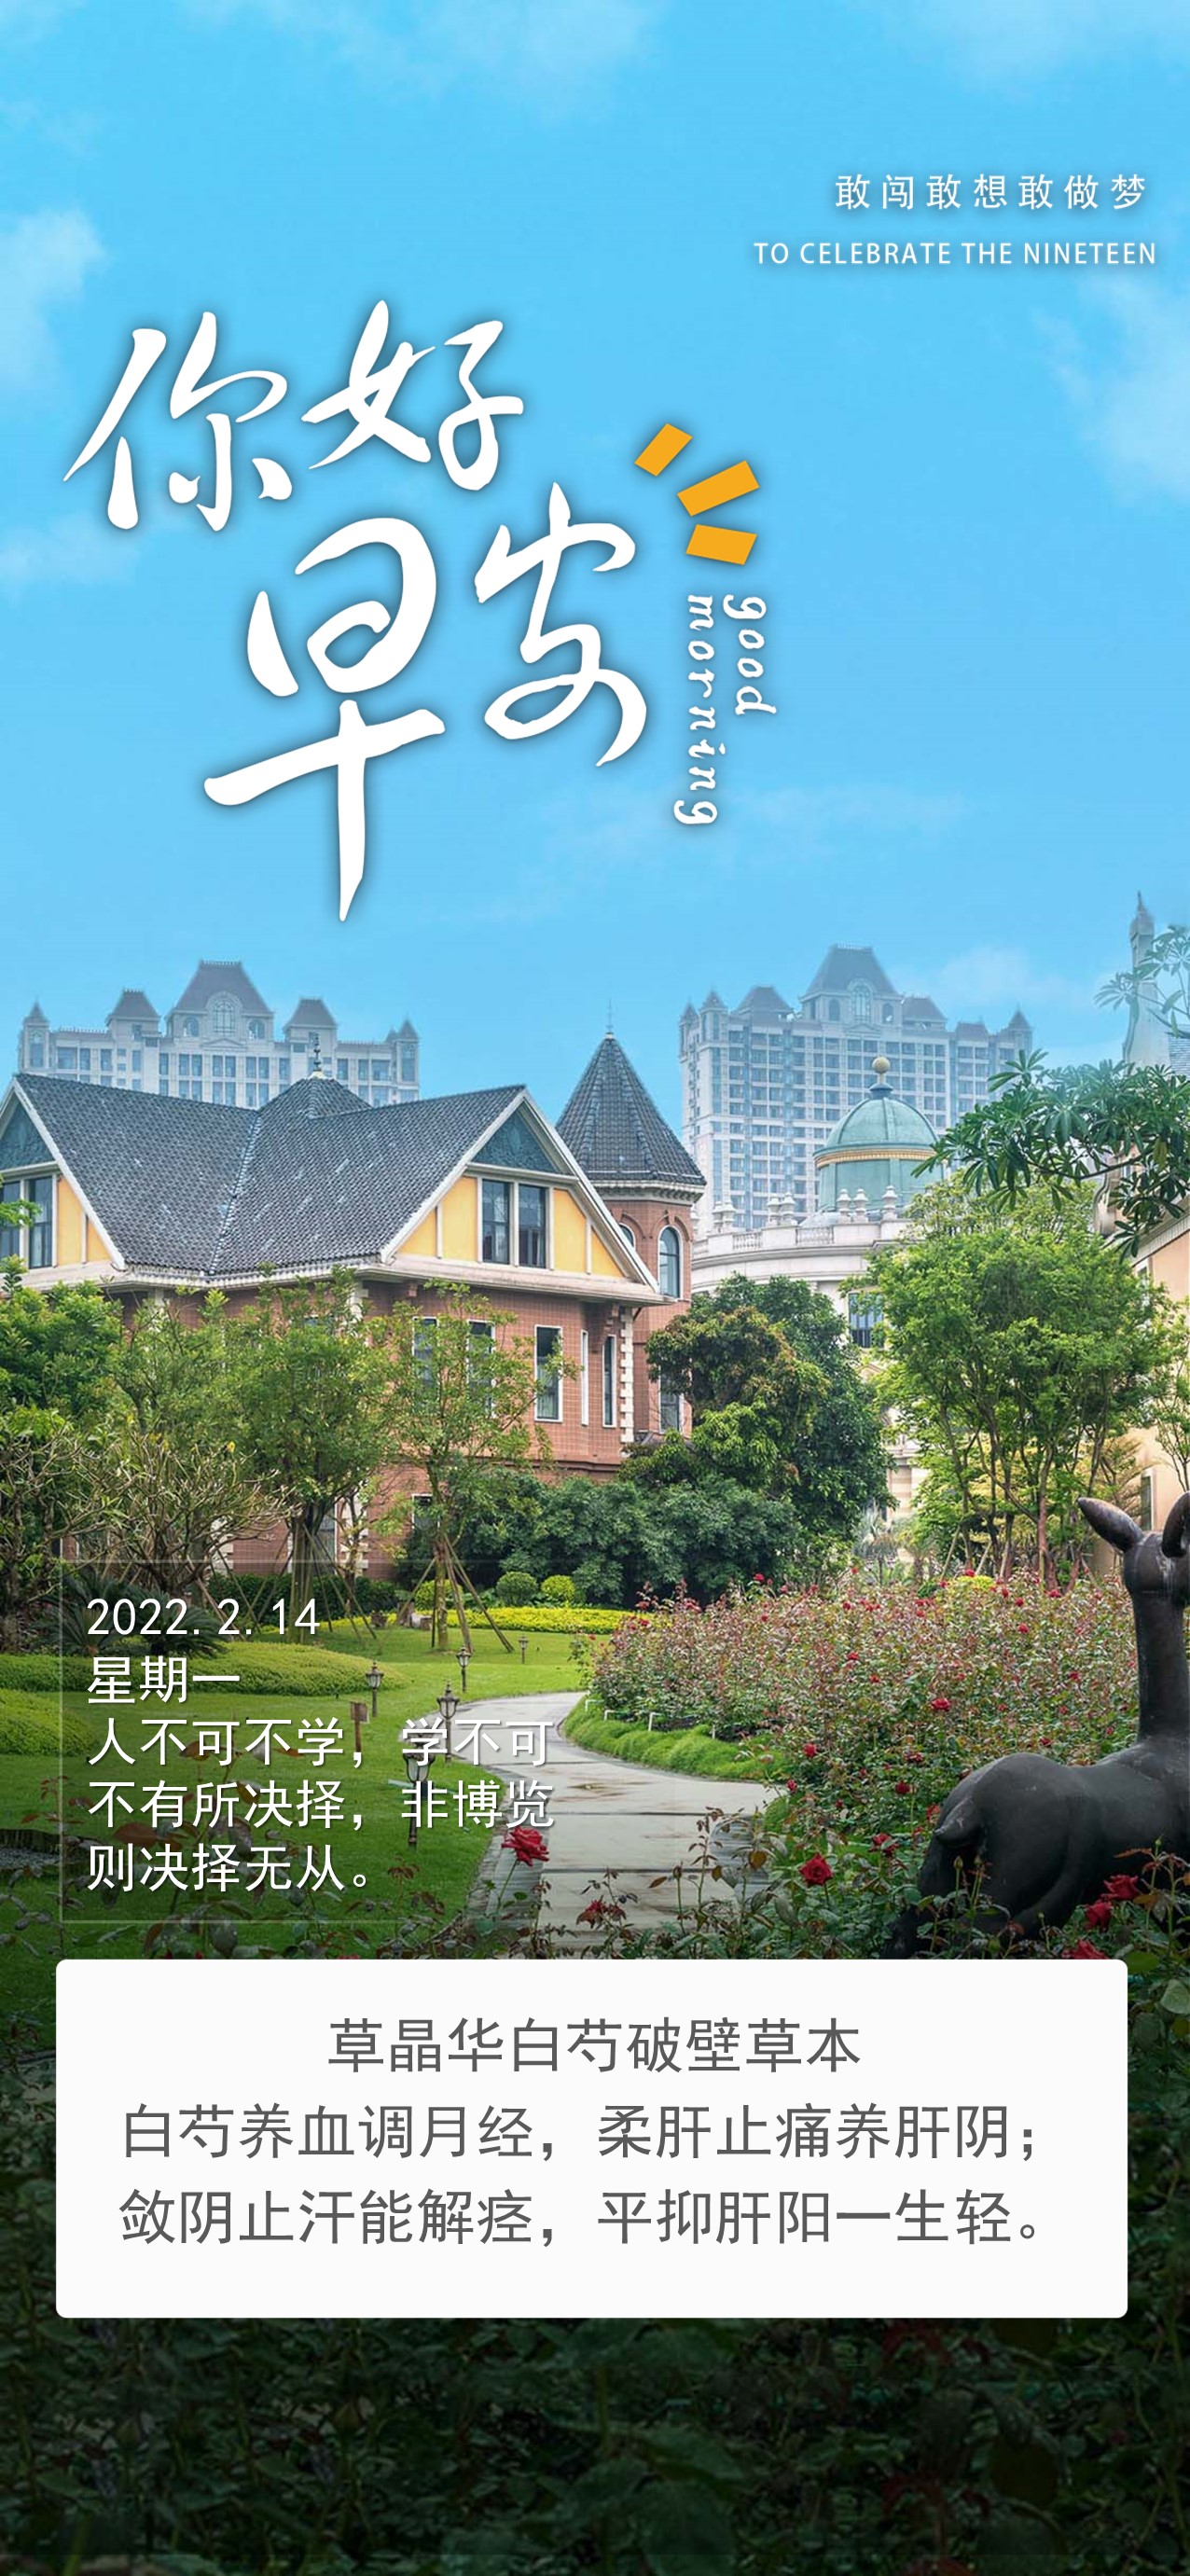 敢闯敢想敢做梦
TO CELEBRATE THE NINETEEN
你好
早安
good
morning
2022.2.14
星期一
人不可不学，学不可
不有所决择，非博览
则决择无从。
草晶华白芍破壁草本
白芍养血调月经，柔肝止痛养肝阴；
敛阴止汗能解痉，平抑肝阳一生轻。